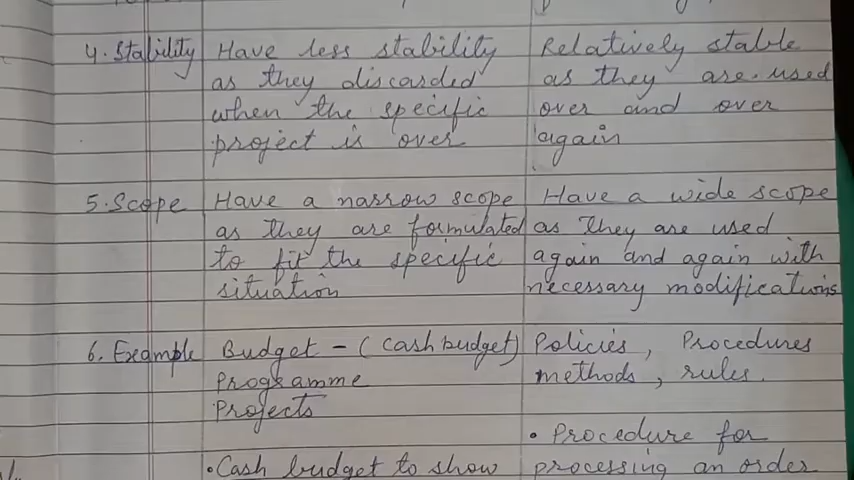 4. Stability Have less stability Relatively stable
as they discarded as they are used
when the specific over and over
project is over again
5. Scope Have a narrow scope Have a wide scope
as they are formulated as they are used
to fit the specific again and again with
situation necessary modifications
6. Example Budget - (cash budget) Policies, Procedures
Programme methods, rules.
Projects
• Procedure for
• Cash budget to show processing an order